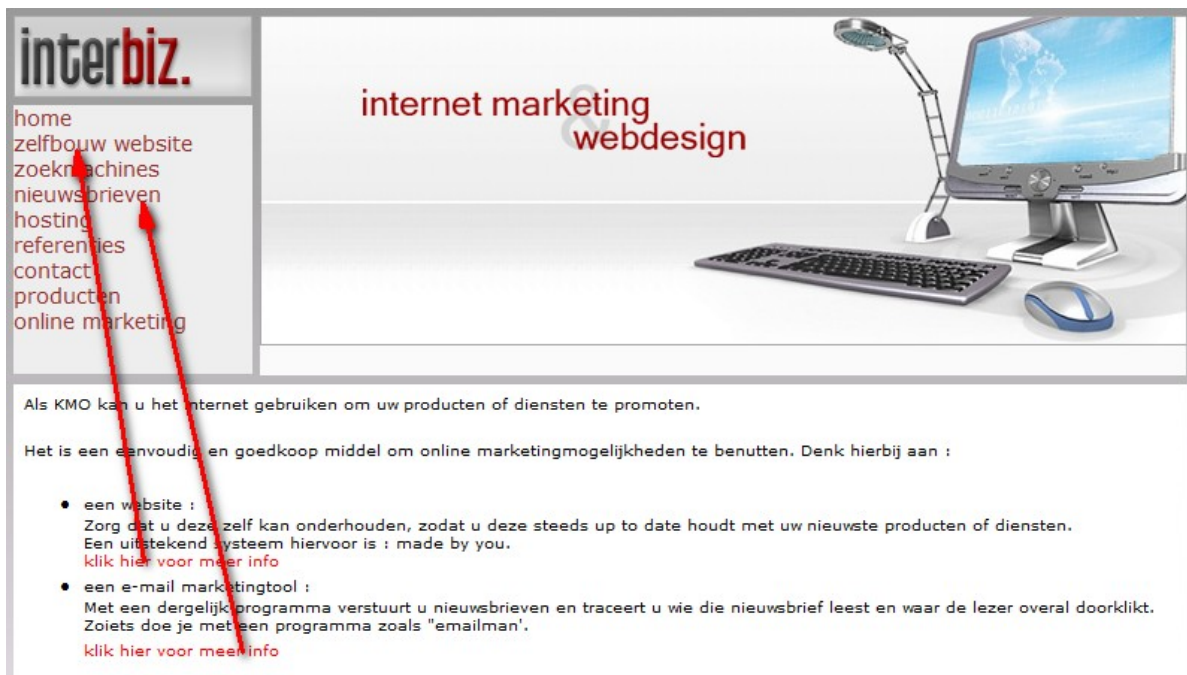 interbiz.
home
zelfbouw website
zoekmachines
nieuwsbrieven
hosting
referenties
contact
producten
online marketing
internet marketing
&
webdesign
Als KMO kan u het internet gebruiken om uw producten of diensten te promoten.
Het is een eenvoudig en goedkoop middel om online marketingmogelijkheden te benutten. Denk hierbij aan :
• een website :
Zorg dat u deze zelf kan onderhouden, zodat u deze steeds up to date houdt met uw nieuwste producten of diensten.
Een uitstekend systeem hiervoor is : made by you.
klik hier voor meer info
• een e-mail marketingtool :
Met een dergelijk programma verstuurt u nieuwsbrieven en traceert u wie die nieuwsbrief leest en waar de lezer overal doorklikt.
Zoiets doe je met een programma zoals "emailman'.
klik hier voor meer info